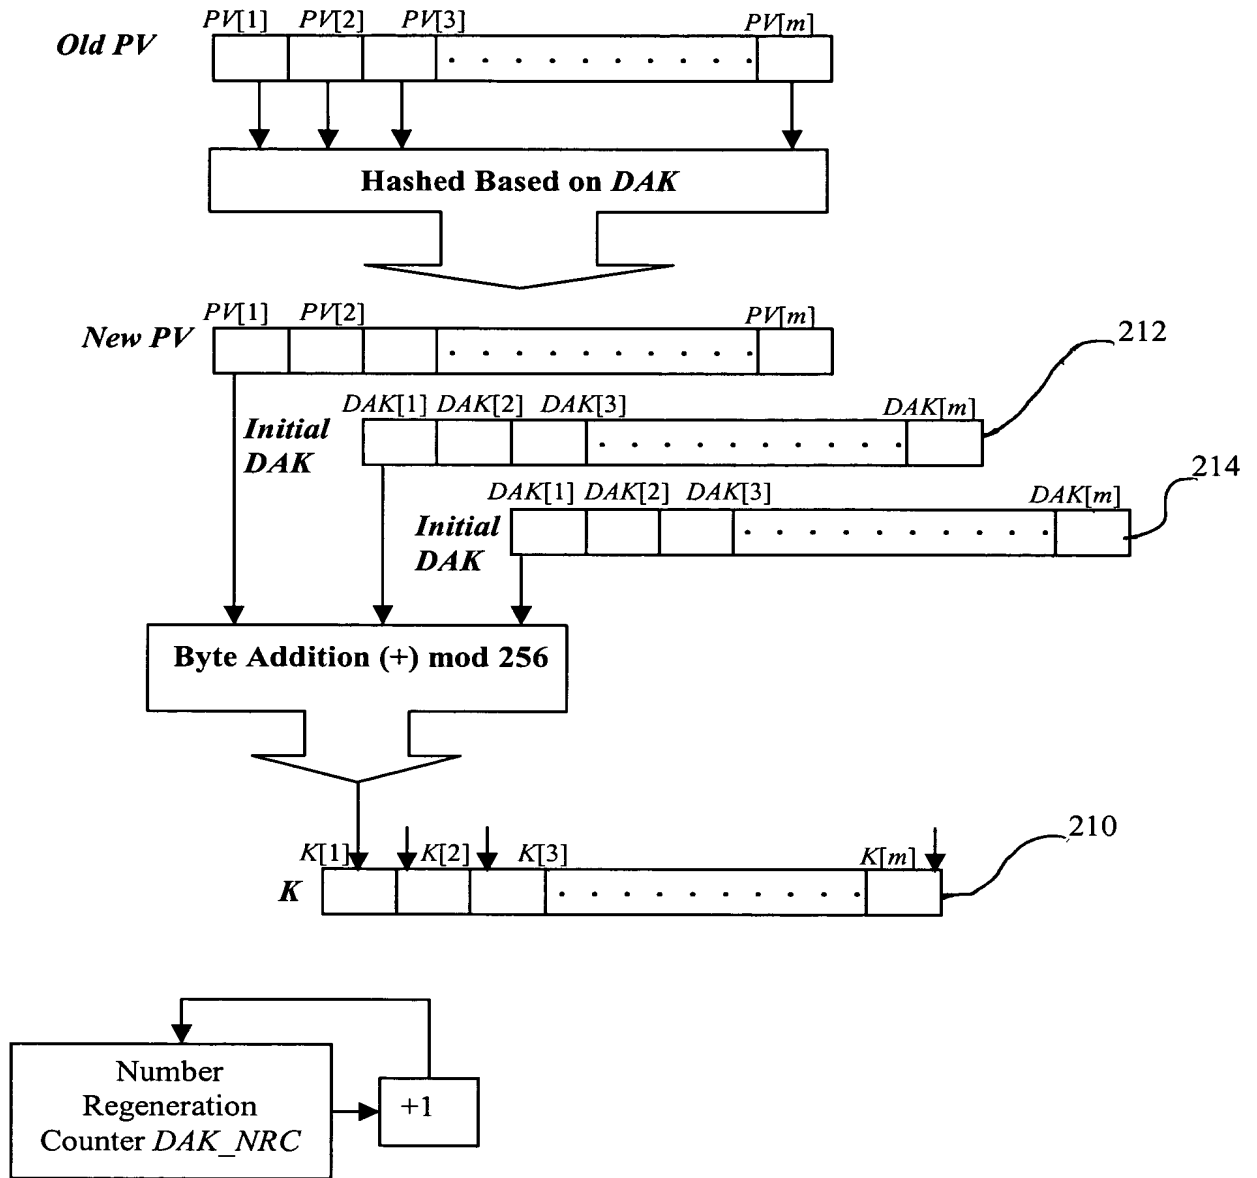 PV[1] PV[2] PV[3] PV[m]
Old PV
Hashed Based on DAK
PV[1] PV[2] PV[m]
New PV
212
DAK[1] DAK[2] DAK[3] DAK[m]
Initial
DAK
214
DAK[1] DAK[2] DAK[3] DAK[m]
Initial
DAK
Byte Addition (+) mod 256
210
K[1] K[2] K[3] K[m]
K
Number
Regeneration
Counter DAK_NRC
+1